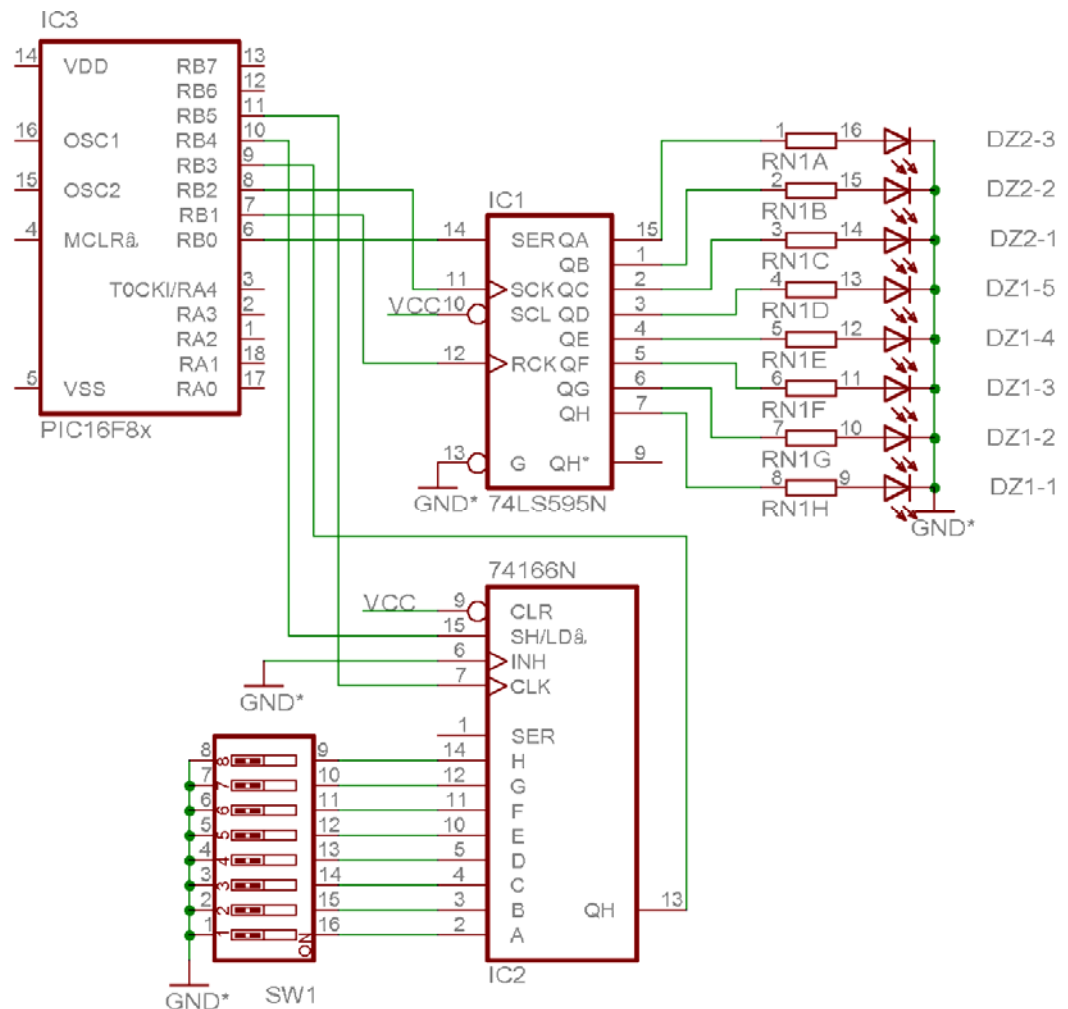 IC3
14 VDD RB7 13
RB6 12
RB5 11
16 OSC1 RB4 10
RB3 9
15 OSC2 RB2 8
RB1 7
4 MCLRâ RB0 6
T0CKI/RA4 3
RA3 2
RA2 1
RA1 18
5 VSS RA0 17
PIC16F8x
IC1
14 SER QA 15
QB 1
11 SCK QC 2
VCC 10 SCL QD 3
QE 4
12 RCK QF 5
QG 6
QH 7
13 G QH* 9
GND* 74LS595N
1 16 DZ2-3
RN1A
2 15 DZ2-2
RN1B
3 14 DZ2-1
RN1C
4 13 DZ1-5
RN1D
5 12 DZ1-4
RN1E
6 11 DZ1-3
RN1F
7 10 DZ1-2
RN1G
8 9 DZ1-1
RN1H
GND*
74166N
VCC 9 CLR
15 SH/LDâ
6 INH
GND*
7 CLK
1 SER
8 8 9 14 H
7 7 10 12 G
6 6 11 11 F
5 5 12 10 E
4 4 13 5 D
3 3 14 4 C
2 2 15 3 B QH 13
1 1 ON 16 2 A
IC2
GND* SW1